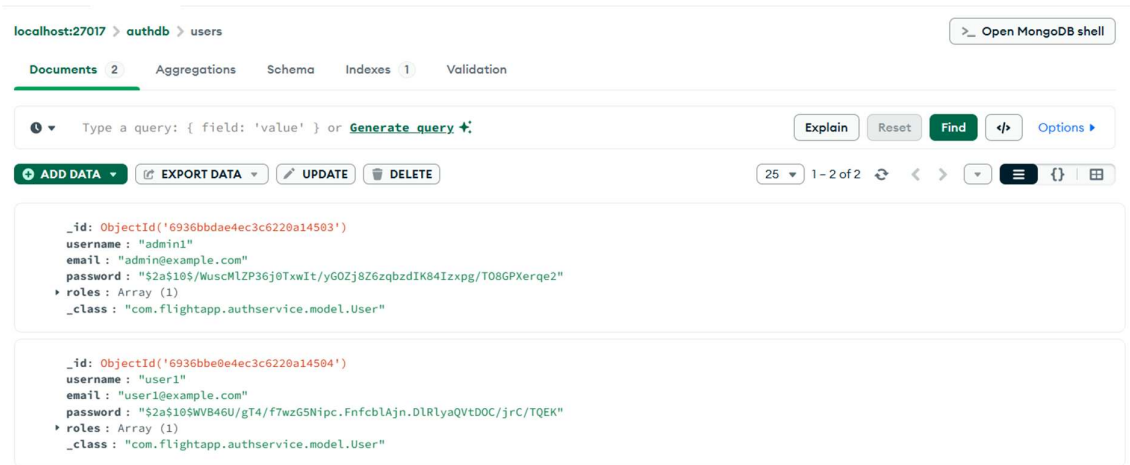 localhost:27017 > authdb > users
>_ Open MongoDB shell
Documents 2 Aggregations Schema Indexes 1 Validation
Type a query: { field: 'value' } or Generate query
Explain Reset Find </> Options
ADD DATA EXPORT DATA UPDATE DELETE
25 1 – 2 of 2 {}
_id: ObjectId('6936bbdae4ec3c6220a14503')
username : "admin1"
email : "admin@example.com"
password : "$2a$10$/WuscMlZP36j0TxwIt/yGOZj8Z6zqbzdIK84Izxpg/TO8GPXerqe2"
roles : Array (1)
_class : "com.flightapp.authservice.model.User"
_id: ObjectId('6936bbe0e4ec3c6220a14504')
username : "user1"
email : "user1@example.com"
password : "$2a$10$WVB46U/gT4/f7wzG5Nipc.FnfcblAjn.DlRlyaQVtDOC/jrC/TQEK"
roles : Array (1)
_class : "com.flightapp.authservice.model.User"